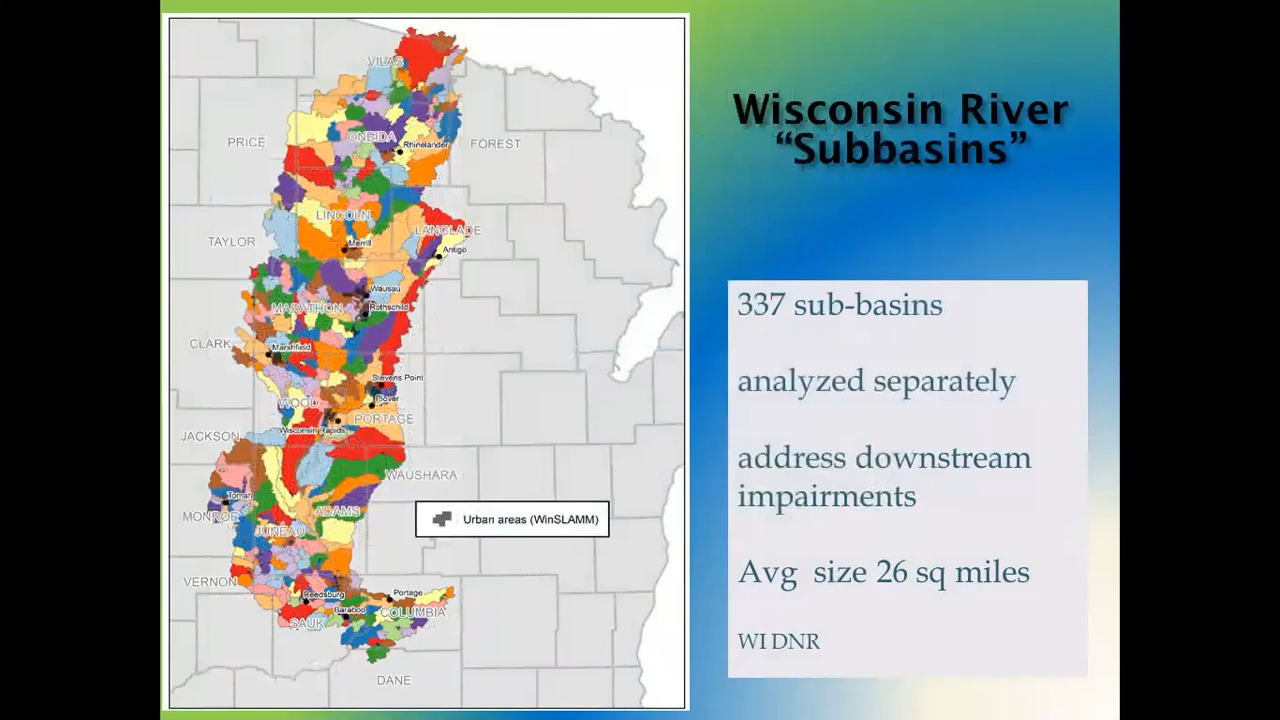 Wisconsin River
“Subbasins”
337 sub-basins
analyzed separately
address downstream
impairments
Avg size 26 sq miles
WI DNR
VILAS
PRICE
ONEIDA
Rhinelander
FOREST
LINCOLN
LANGLADE
TAYLOR
Merrill
Antigo
Wausau
MARATHON
Rothschild
CLARK
Marshfield
Stevens Point
Plover
WOOD
PORTAGE
Wisconsin Rapids
JACKSON
WAUSHARA
Tomah
MONROE
ADAMS
Urban areas (WinSLAMM)
JUNEAU
VERNON
Reedsburg
Portage
Baraboo
COLUMBIA
SAUK
DANE